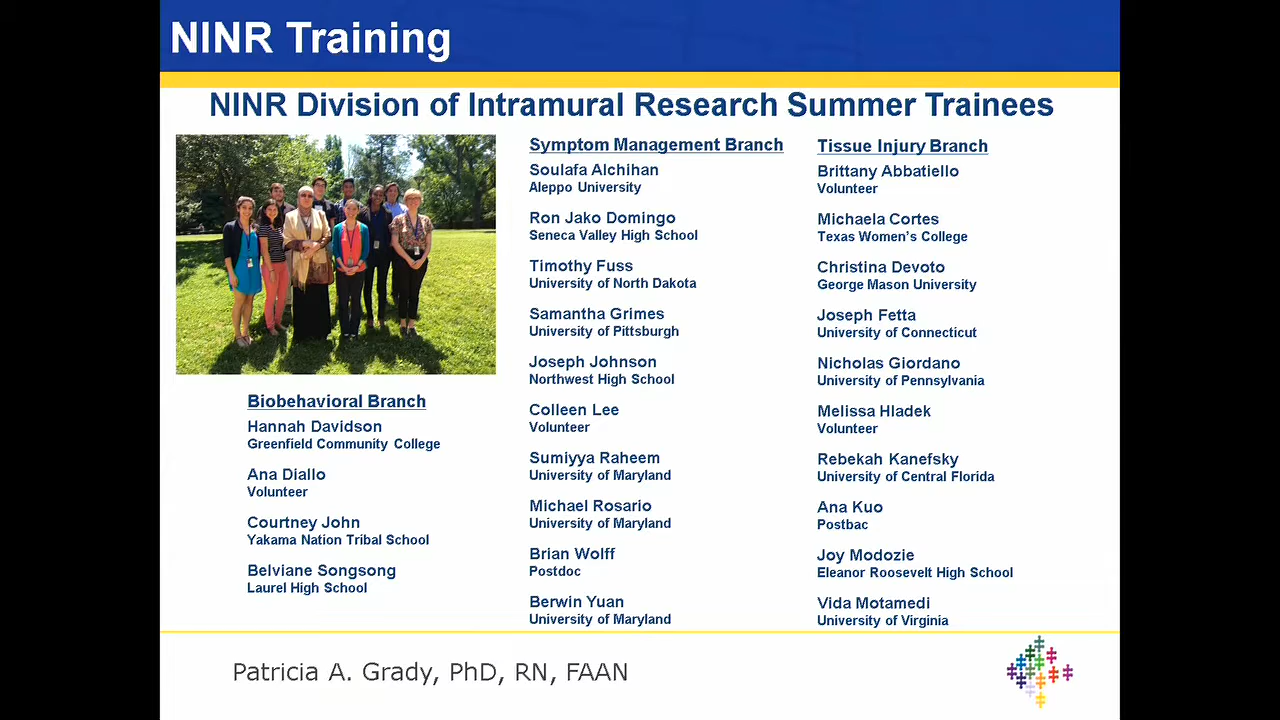 NINR Training
NINR Division of Intramural Research Summer Trainees
Biobehavioral Branch
Hannah Davidson
Greenfield Community College
Ana Diallo
Volunteer
Courtney John
Yakama Nation Tribal School
Belviane Songsong
Laurel High School
Symptom Management Branch
Soulafa Alchihan
Aleppo University
Ron Jako Domingo
Seneca Valley High School
Timothy Fuss
University of North Dakota
Samantha Grimes
University of Pittsburgh
Joseph Johnson
Northwest High School
Colleen Lee
Volunteer
Sumiyya Raheem
University of Maryland
Michael Rosario
University of Maryland
Brian Wolff
Postdoc
Berwin Yuan
University of Maryland
Tissue Injury Branch
Brittany Abbatiello
Volunteer
Michaela Cortes
Texas Women’s College
Christina Devoto
George Mason University
Joseph Fetta
University of Connecticut
Nicholas Giordano
University of Pennsylvania
Melissa Hladek
Volunteer
Rebekah Kanefsky
University of Central Florida
Ana Kuo
Postbac
Joy Modozie
Eleanor Roosevelt High School
Vida Motamedi
University of Virginia
Patricia A. Grady, PhD, RN, FAAN